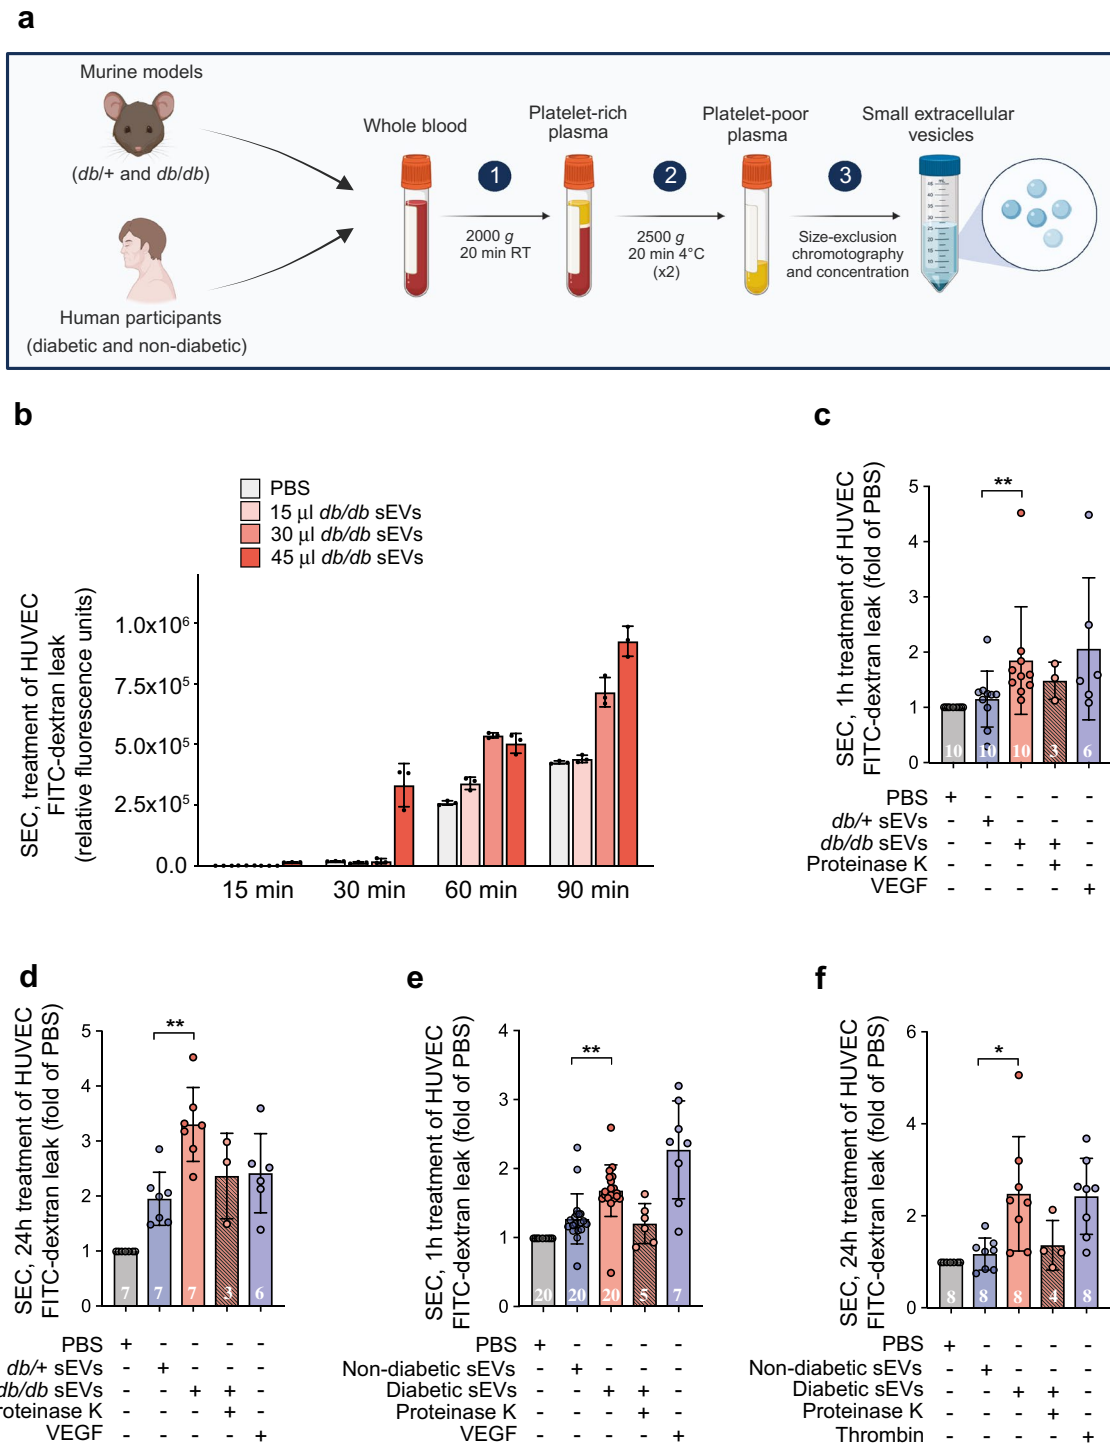 a
Murine models
(db/+ and db/db)
Human participants
(diabetic and non-diabetic)
Whole blood
1
2000 g
20 min RT
Platelet-rich
plasma
2
2500 g
20 min 4°C
(x2)
Platelet-poor
plasma
3
Size-exclusion
chromotography
and concentration
Small extracellular
vesicles
b
PBS
15 µl db/db sEVs
30 µl db/db sEVs
45 µl db/db sEVs
SEC, treatment of HUVEC
FITC-dextran leak
(relative fluorescence units)
1.0x10⁶
7.5x10⁵
5.0x10⁵
2.5x10⁵
0.0
15 min 30 min 60 min 90 min
c
SEC, 1h treatment of HUVEC
FITC-dextran leak (fold of PBS)
5
4
3
2
1
0
**
10 10 10 3 6
PBS + - - - -
db/+ sEVs - + - - -
db/db sEVs - - + + -
Proteinase K - - - + -
VEGF - - - - +
d
SEC, 24h treatment of HUVEC
FITC-dextran leak (fold of PBS)
5
4
3
2
1
0
**
7 7 7 3 6
PBS + - - - -
db/+ sEVs - + - - -
db/db sEVs - - + + -
roteinase K - - - + -
VEGF - - - - +
e
SEC, 1h treatment of HUVEC
FITC-dextran leak (fold of PBS)
4
3
2
1
0
**
20 20 20 5 7
PBS + - - - -
Non-diabetic sEVs - + - - -
Diabetic sEVs - - + + -
Proteinase K - - - + -
VEGF - - - - +
f
SEC, 24h treatment of HUVEC
FITC-dextran leak (fold of PBS)
6
4
2
0
*
8 8 8 4 8
PBS + - - - -
Non-diabetic sEVs - + - - -
Diabetic sEVs - - + + -
Proteinase K - - - + -
Thrombin - - - - +